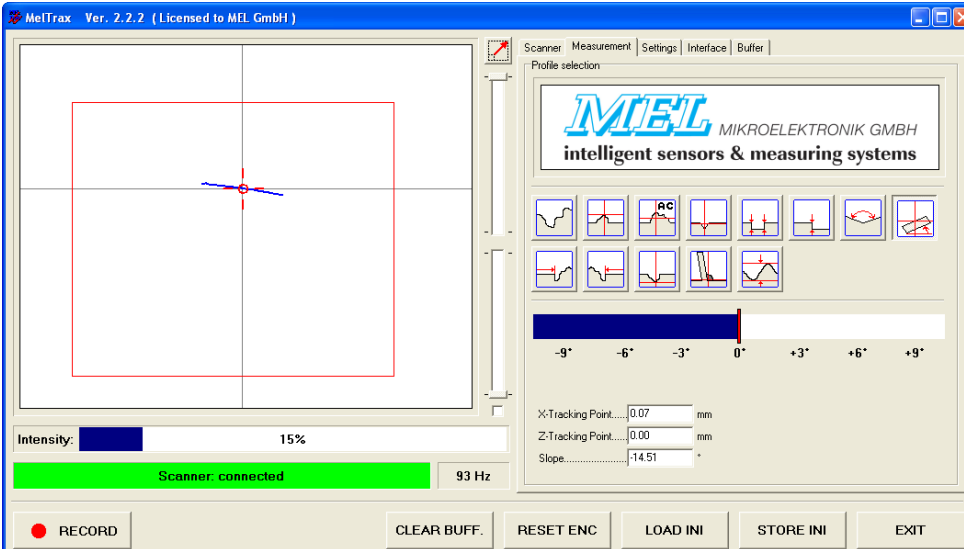 MelTrax Ver. 2.2.2 ( Licensed to MEL GmbH )
Scanner Measurement Settings Interface Buffer
Profile selection
MEL MIKROELEKTRONIK GMBH
intelligent sensors & measuring systems
AC
-9° -6° -3° 0° +3° +6° +9°
X-Tracking Point..... 0.07 mm
Z-Tracking Point..... 0.00 mm
Slope....................... -14.51 °
Intensity: 15%
Scanner: connected 93 Hz
RECORD CLEAR BUFF. RESET ENC LOAD INI STORE INI EXIT